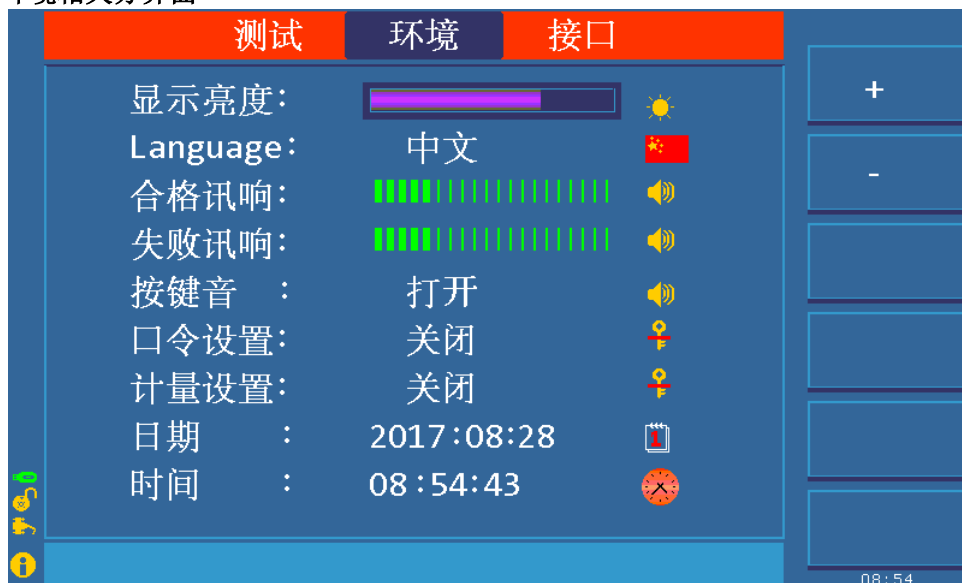 测试 环境 接口
显示亮度:
Language: 中文
合格讯响:
失败讯响:
按键音 : 打开
口令设置: 关闭
计量设置: 关闭
日期 : 2017:08:28
时间 : 08:54:43
+
-
08:54